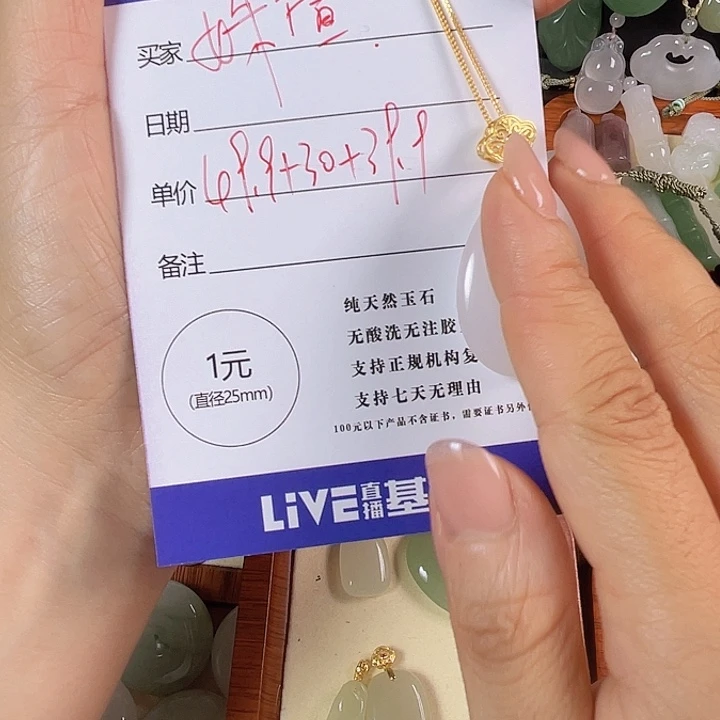 买家
日期
单价 69.9+30+39.9
备注
1元
(直径25mm)
纯天然玉石
无酸洗无注胶
支持正规机构复
支持七天无理由
100元以下产品不含证书，需要证书另外
LiVE直播基